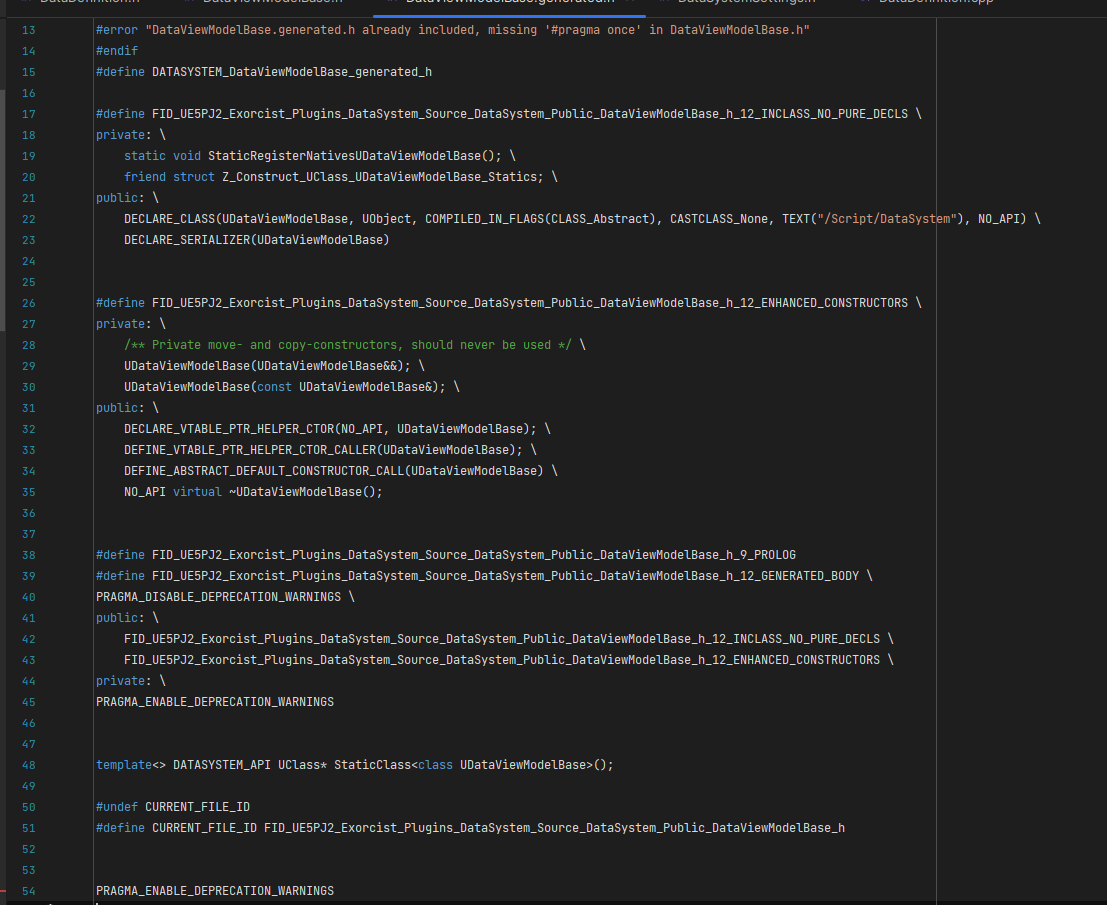 DataDefinition.h DataViewModelBase.h DataViewModelBase.generated.h DataSystemSettings.h DataDefinition.cpp
13 #error "DataViewModelBase.generated.h already included, missing '#pragma once' in DataViewModelBase.h"
14 #endif
15 #define DATASYSTEM_DataViewModelBase_generated_h
16
17 #define FID_UE5PJ2_Exorcist_Plugins_DataSystem_Source_DataSystem_Public_DataViewModelBase_h_12_INCLASS_NO_PURE_DECLS \
18 private: \
19 static void StaticRegisterNativesUDataViewModelBase(); \
20 friend struct Z_Construct_UClass_UDataViewModelBase_Statics; \
21 public: \
22 DECLARE_CLASS(UDataViewModelBase, UObject, COMPILED_IN_FLAGS(CLASS_Abstract), CASTCLASS_None, TEXT("/Script/DataSystem"), NO_API) \
23 DECLARE_SERIALIZER(UDataViewModelBase)
24
25
26 #define FID_UE5PJ2_Exorcist_Plugins_DataSystem_Source_DataSystem_Public_DataViewModelBase_h_12_ENHANCED_CONSTRUCTORS \
27 private: \
28 /** Private move- and copy-constructors, should never be used */ \
29 UDataViewModelBase(UDataViewModelBase&&); \
30 UDataViewModelBase(const UDataViewModelBase&); \
31 public: \
32 DECLARE_VTABLE_PTR_HELPER_CTOR(NO_API, UDataViewModelBase); \
33 DEFINE_VTABLE_PTR_HELPER_CTOR_CALLER(UDataViewModelBase); \
34 DEFINE_ABSTRACT_DEFAULT_CONSTRUCTOR_CALL(UDataViewModelBase) \
35 NO_API virtual ~UDataViewModelBase();
36
37
38 #define FID_UE5PJ2_Exorcist_Plugins_DataSystem_Source_DataSystem_Public_DataViewModelBase_h_9_PROLOG
39 #define FID_UE5PJ2_Exorcist_Plugins_DataSystem_Source_DataSystem_Public_DataViewModelBase_h_12_GENERATED_BODY \
40 PRAGMA_DISABLE_DEPRECATION_WARNINGS \
41 public: \
42 FID_UE5PJ2_Exorcist_Plugins_DataSystem_Source_DataSystem_Public_DataViewModelBase_h_12_INCLASS_NO_PURE_DECLS \
43 FID_UE5PJ2_Exorcist_Plugins_DataSystem_Source_DataSystem_Public_DataViewModelBase_h_12_ENHANCED_CONSTRUCTORS \
44 private: \
45 PRAGMA_ENABLE_DEPRECATION_WARNINGS
46
47
48 template<> DATASYSTEM_API UClass* StaticClass<class UDataViewModelBase>();
49
50 #undef CURRENT_FILE_ID
51 #define CURRENT_FILE_ID FID_UE5PJ2_Exorcist_Plugins_DataSystem_Source_DataSystem_Public_DataViewModelBase_h
52
53
54 PRAGMA_ENABLE_DEPRECATION_WARNINGS